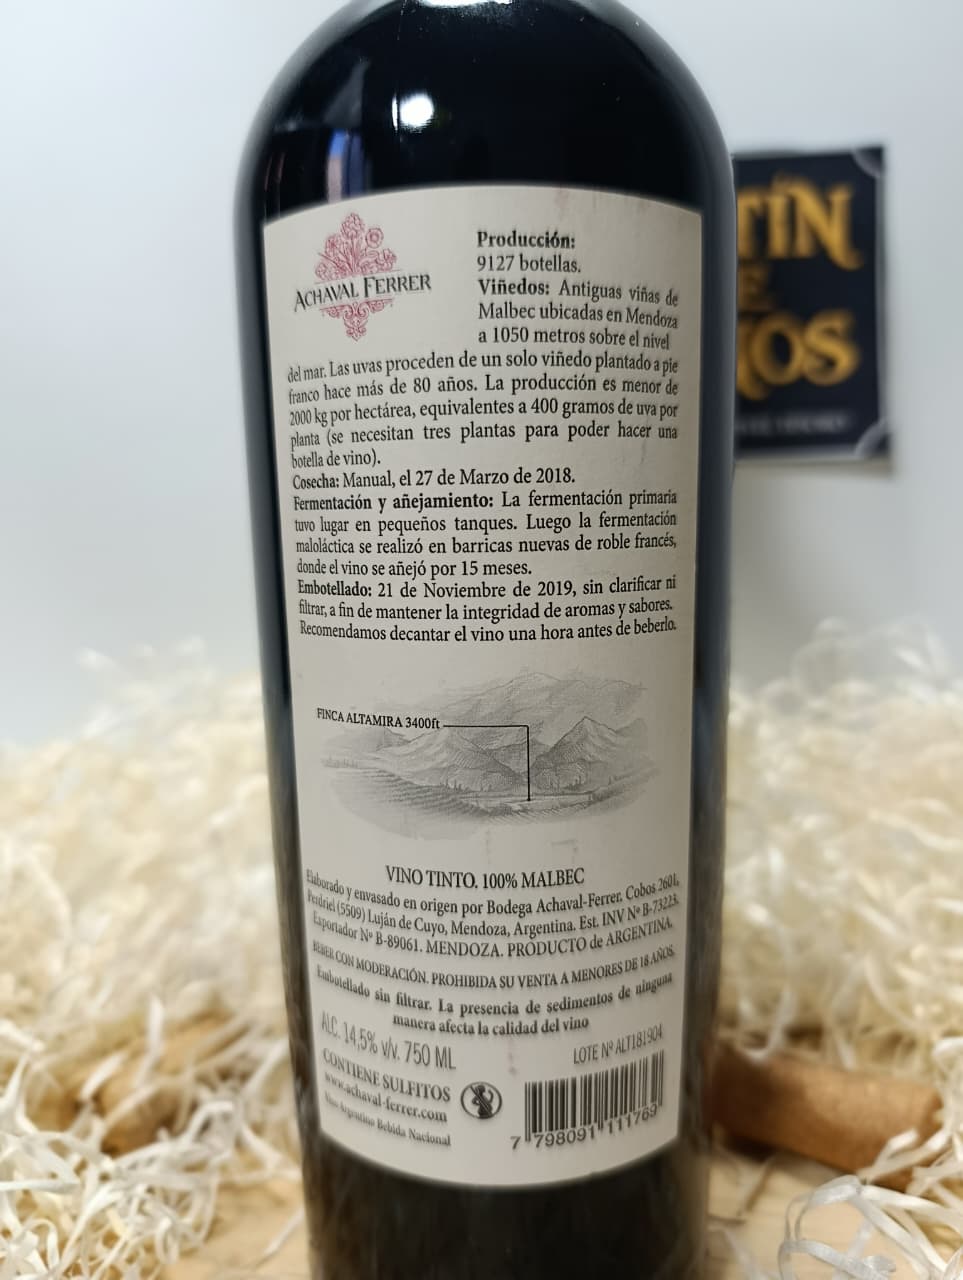 ACHAVAL FERRER
Producción:
9127 botellas.
Viñedos: Antiguas viñas de
Malbec ubicadas en Mendoza
a 1050 metros sobre el nivel
del mar. Las uvas proceden de un solo viñedo plantado a pie
franco hace más de 80 años. La producción es menor de
2000 kg por hectárea, equivalentes a 400 gramos de uva por
planta (se necesitan tres plantas para poder hacer una
botella de vino).
Cosecha: Manual, el 27 de Marzo de 2018.
Fermentación y añejamiento: La fermentación primaria
tuvo lugar en pequeños tanques. Luego la fermentación
maloláctica se realizó en barricas nuevas de roble francés,
donde el vino se añejó por 15 meses.
Embotellado: 21 de Noviembre de 2019, sin clarificar ni
filtrar, a fin de mantener la integridad de aromas y sabores.
Recomendamos decantar el vino una hora antes de beberlo.
FINCA ALTAMIRA 3400ft
VINO TINTO. 100% MALBEC
Elaborado y envasado en origen por Bodega Achaval-Ferrer. Cobos 2601,
Perdriel (5509) Luján de Cuyo, Mendoza, Argentina. Est. INV Nº B-73223.
Exportador Nº B-89061. MENDOZA. PRODUCTO de ARGENTINA.
BEBER CON MODERACIÓN. PROHIBIDA SU VENTA A MENORES DE 18 AÑOS.
Embotellado sin filtrar. La presencia de sedimentos de ninguna
manera afecta la calidad del vino
ALC. 14,5% v/v. 750 ML
LOTE Nº ALT181904
CONTIENE SULFITOS
www.achaval-ferrer.com
Vino Argentino Bebida Nacional
7 798091 111769
TÍN
E
OS